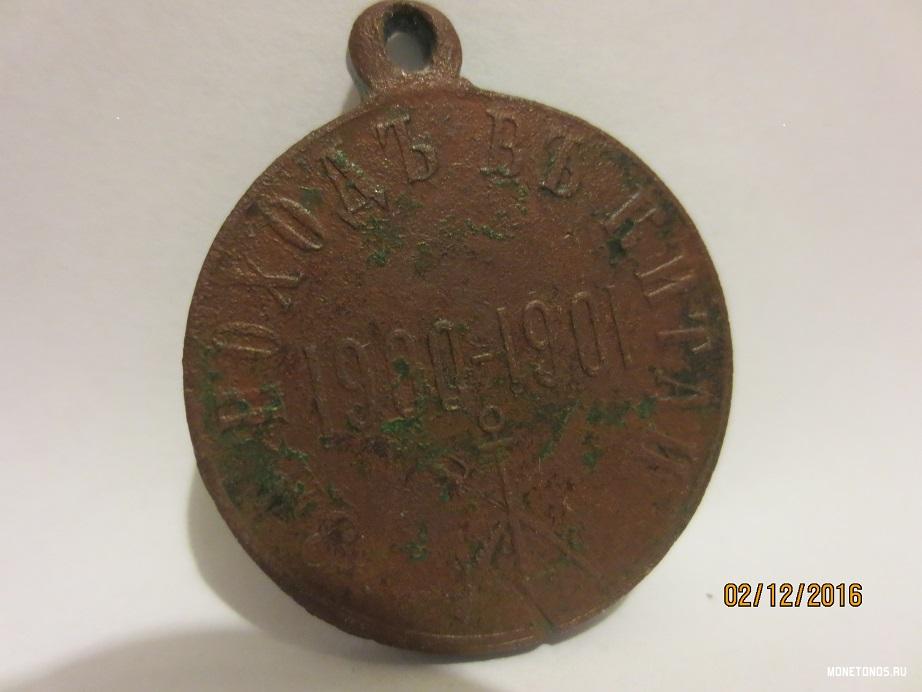 ЗА ПОХОДЪ ВЪ КИТАЙ
1900-1901
02/12/2016
MONETONOS.RU